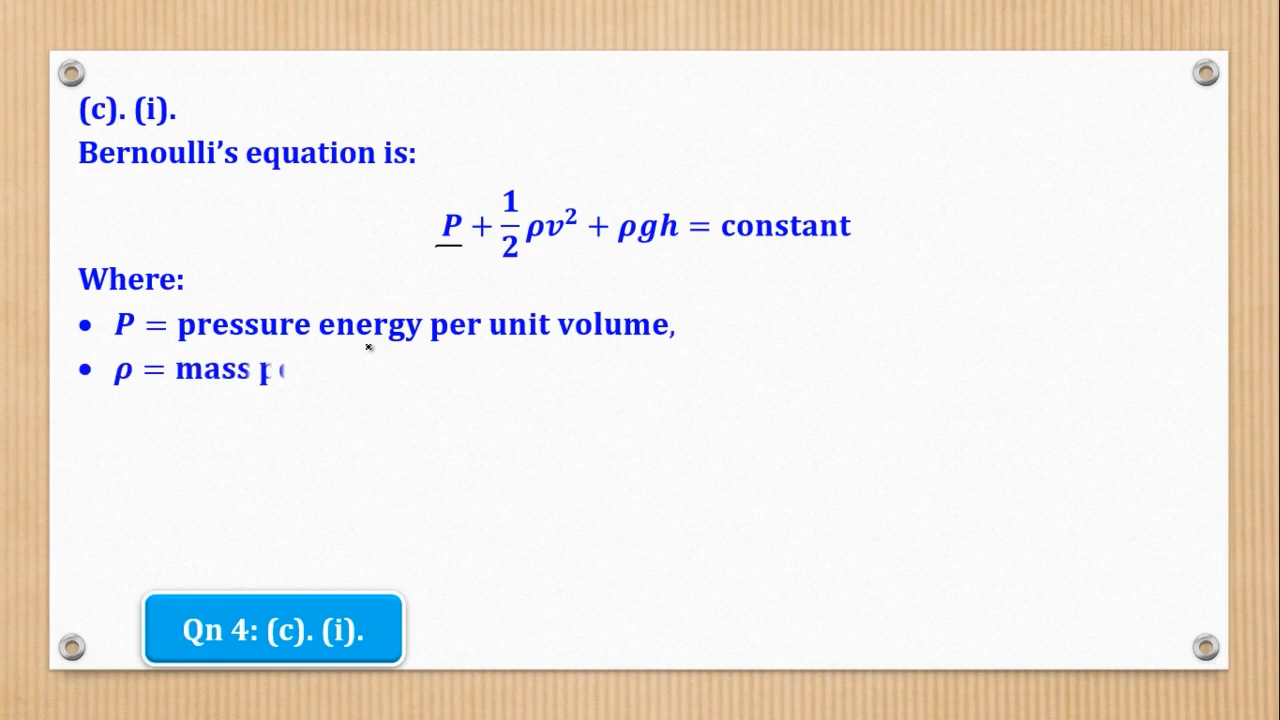 (c). (i).
Bernoulli's equation is:
P + 1/2 ρv² + ρgh = constant
Where:
• P = pressure energy per unit volume,
• ρ = mass
Qn 4: (c). (i).